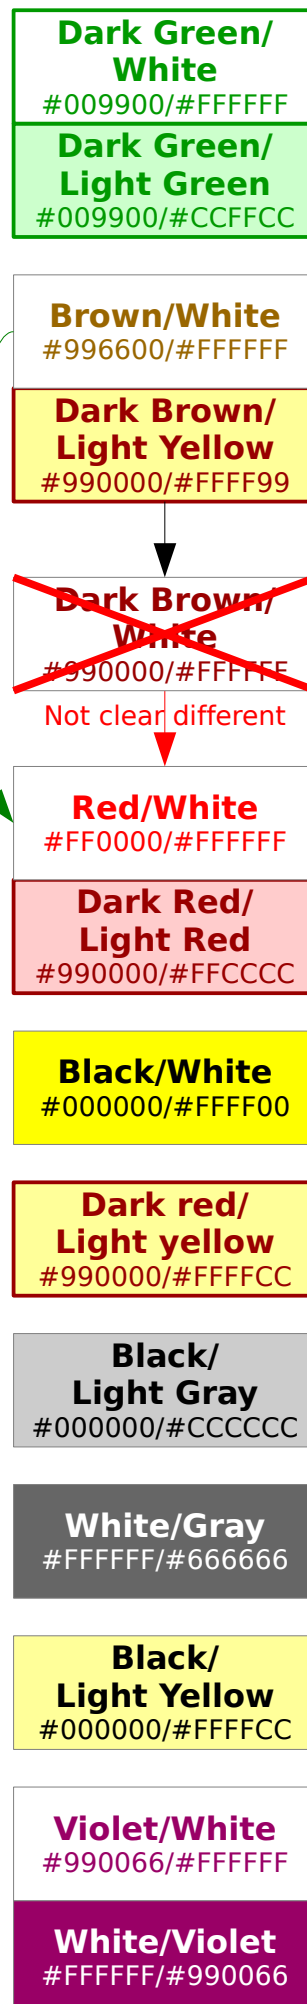 Dark Green/
White
#009900/#FFFFFF
Dark Green/
Light Green
#009900/#CCFFCC
Brown/White
#996600/#FFFFFF
Dark Brown/
Light Yellow
#990000/#FFFF99
Dark Brown/
White
#990000/#FFFFFF
Not clear different
Red/White
#FF0000/#FFFFFF
Dark Red/
Light Red
#990000/#FFCCCC
Black/White
#000000/#FFFF00
Dark red/
Light yellow
#990000/#FFFFCC
Black/
Light Gray
#000000/#CCCCCC
White/Gray
#FFFFFF/#666666
Black/
Light Yellow
#000000/#FFFFCC
Violet/White
#990066/#FFFFFF
White/Violet
#FFFFFF/#990066